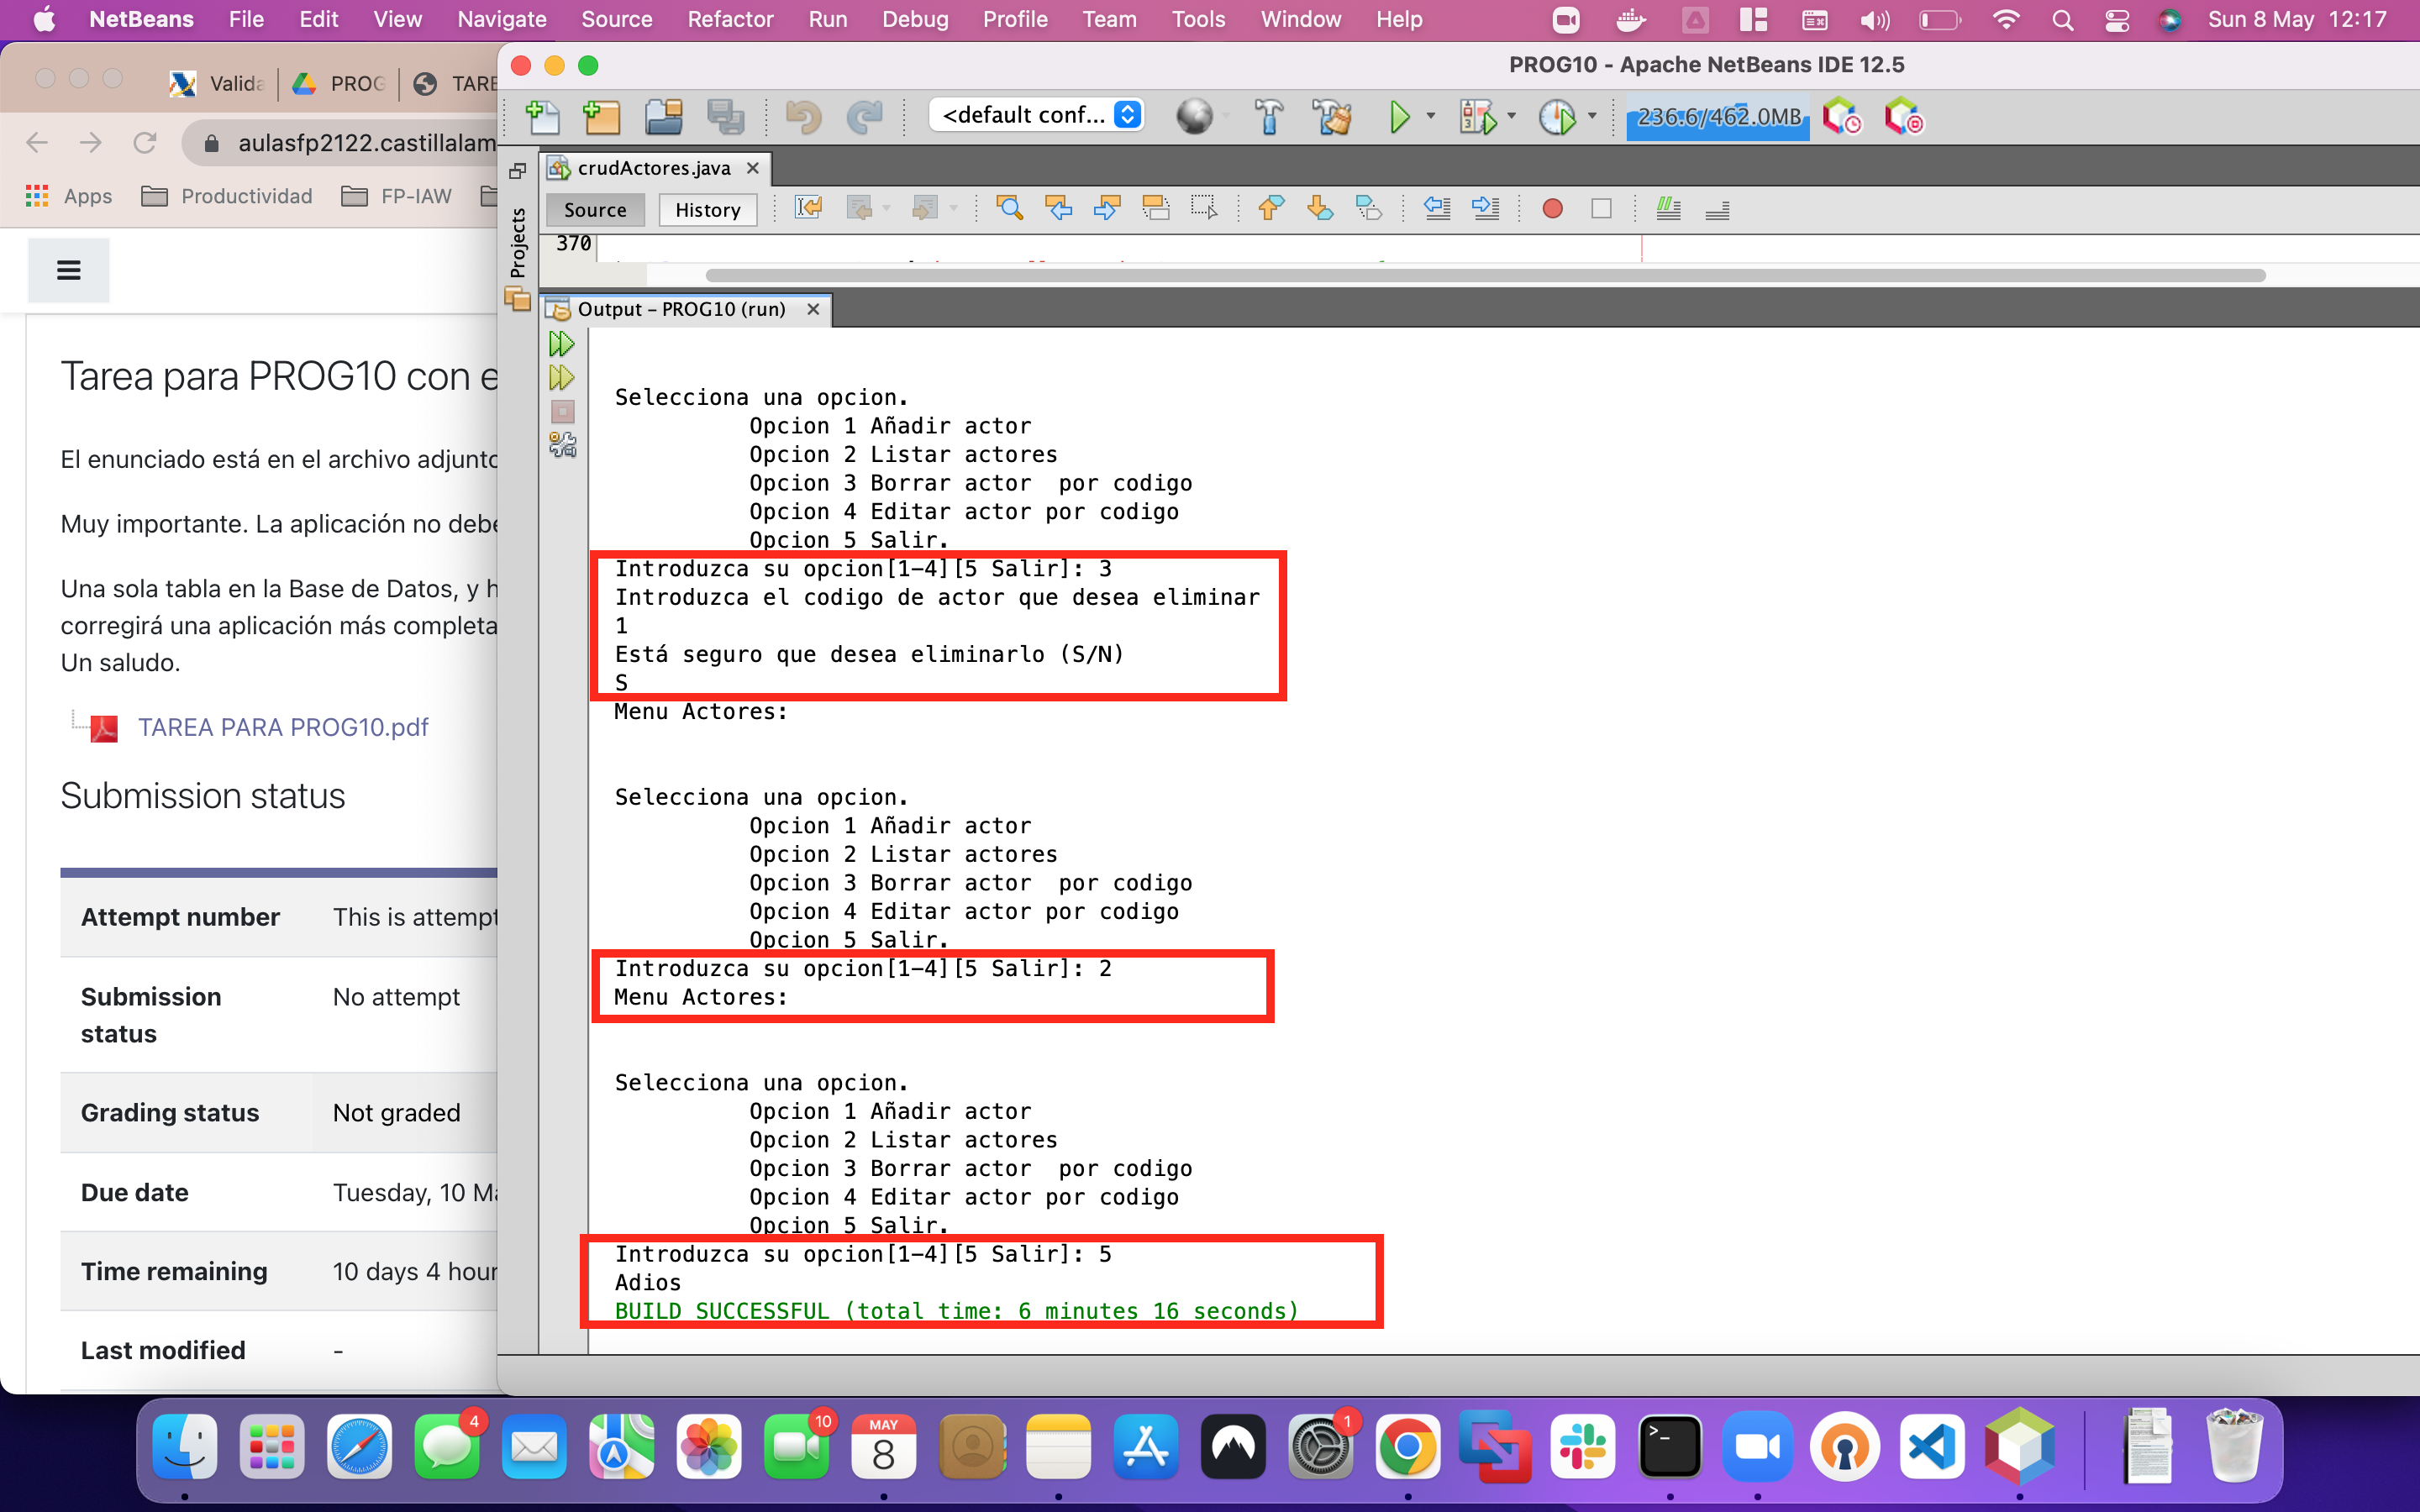 NetBeans File Edit View Navigate Source Refactor Run Debug Profile Team Tools Window Help Sun 8 May 12:17
PROG10 - Apache NetBeans IDE 12.5
Valida PROG TARE
<default conf... 236.6/462.0MB
aulasfp2122.castillalam
crudActores.java
Apps Productividad FP-IAW
Source History
Projects
370
Output – PROG10 (run)
Tarea para PROG10 con e
El enunciado está en el archivo adjunto
Muy importante. La aplicación no debe
Una sola tabla en la Base de Datos, y h
corregirá una aplicación más completa
Un saludo.
TAREA PARA PROG10.pdf
Submission status
Attempt number This is attempt
Submission status No attempt
Grading status Not graded
Due date Tuesday, 10 Ma
Time remaining 10 days 4 hour
Last modified -
Selecciona una opcion.
Opcion 1 Añadir actor
Opcion 2 Listar actores
Opcion 3 Borrar actor  por codigo
Opcion 4 Editar actor por codigo
Opcion 5 Salir.
Introduzca su opcion[1-4][5 Salir]: 3
Introduzca el codigo de actor que desea eliminar
1
Está seguro que desea eliminarlo (S/N)
S
Menu Actores:
Selecciona una opcion.
Opcion 1 Añadir actor
Opcion 2 Listar actores
Opcion 3 Borrar actor  por codigo
Opcion 4 Editar actor por codigo
Opcion 5 Salir.
Introduzca su opcion[1-4][5 Salir]: 2
Menu Actores:
Selecciona una opcion.
Opcion 1 Añadir actor
Opcion 2 Listar actores
Opcion 3 Borrar actor  por codigo
Opcion 4 Editar actor por codigo
Opcion 5 Salir.
Introduzca su opcion[1-4][5 Salir]: 5
Adios
BUILD SUCCESSFUL (total time: 6 minutes 16 seconds)
4 10 MAY 8 1